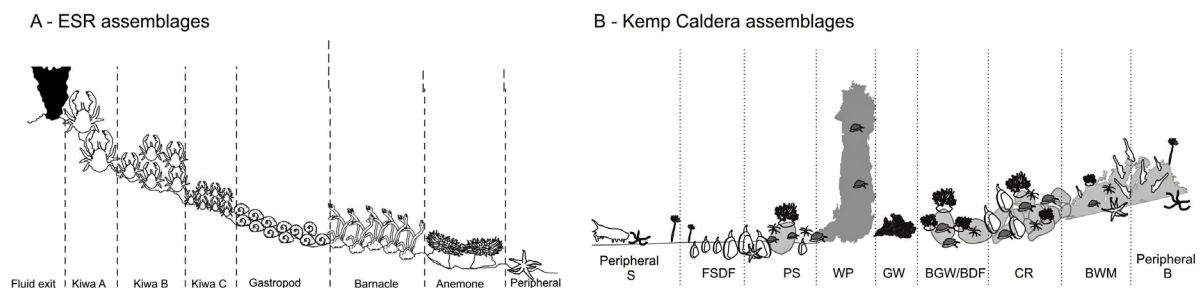 A - ESR assemblages
Fluid exit Kiwa A Kiwa B Kiwa C Gastropod Barnacle Anemone Peripheral
B - Kemp Caldera assemblages
Peripheral S FSDF PS WP GW BGW/BDF CR BWM Peripheral B